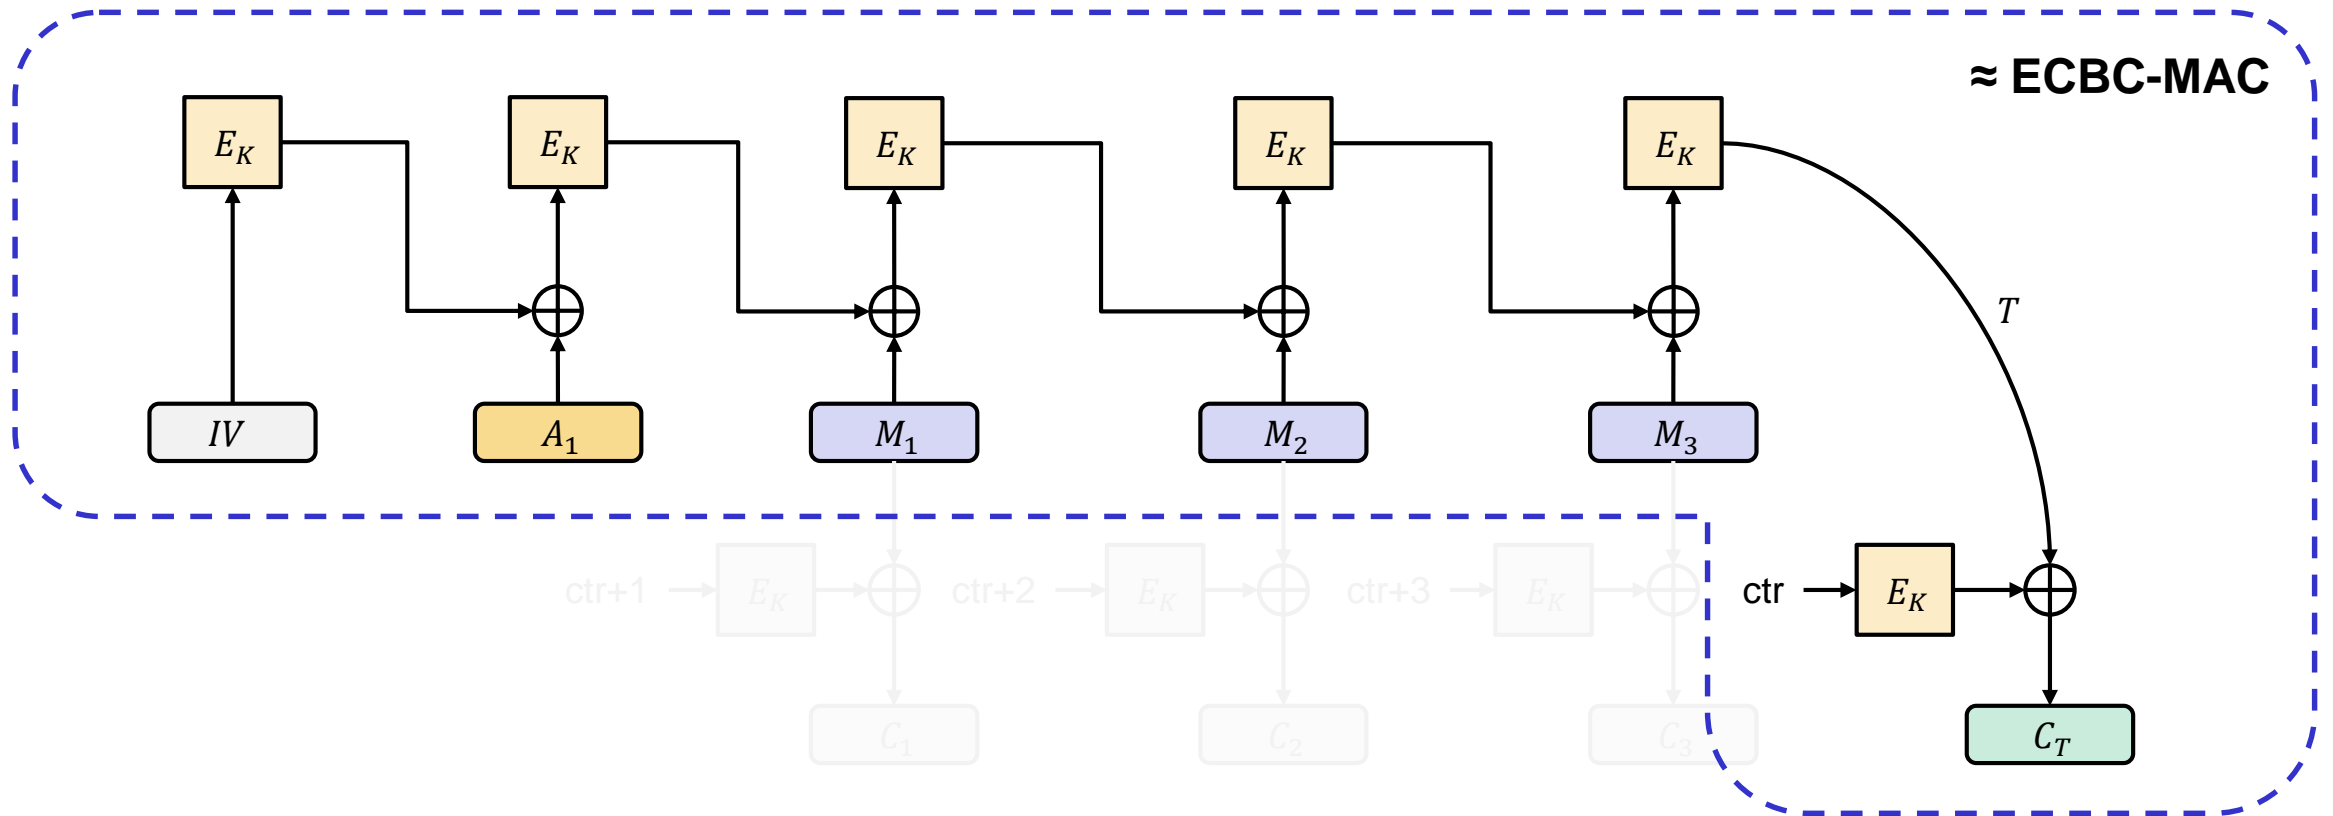 ≈ ECBC-MAC
E_K E_K E_K E_K E_K
T
IV A_1 M_1 M_2 M_3
ctr+1 E_K ctr+2 E_K ctr+3 E_K ctr E_K
C_1 C_2 C_3 C_T